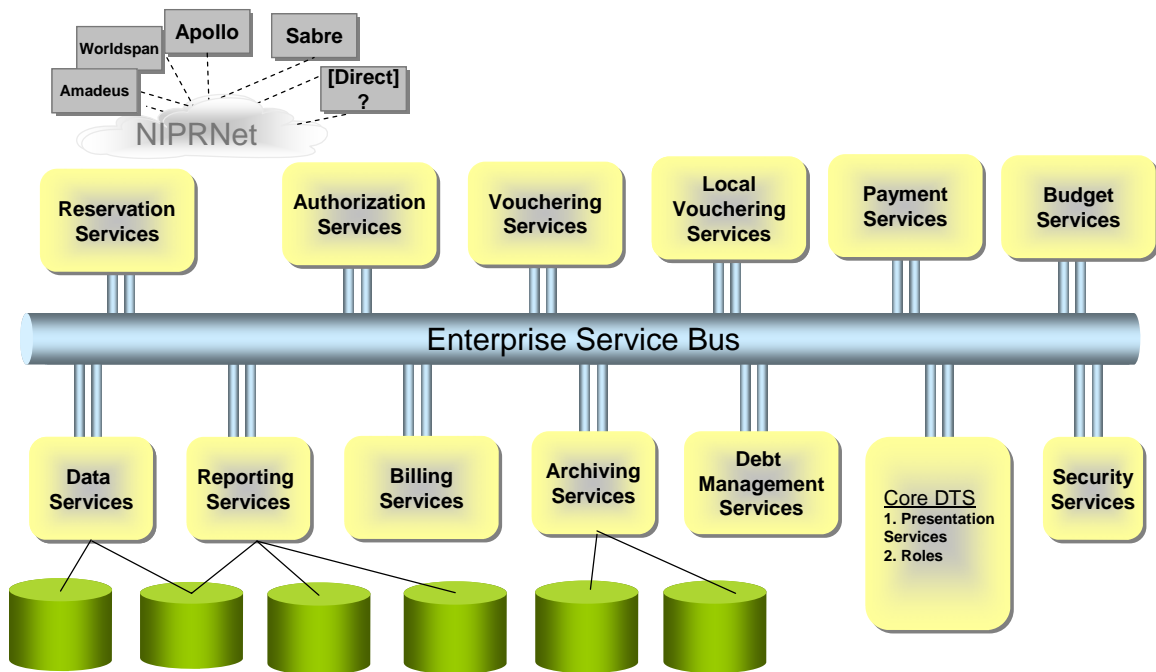 Apollo
Sabre
Worldspan
[Direct]
?
Amadeus
NIPRNet
Reservation
Services
Authorization
Services
Vouchering
Services
Local
Vouchering
Services
Payment
Services
Budget
Services
Enterprise Service Bus
Data
Services
Reporting
Services
Billing
Services
Archiving
Services
Debt
Management
Services
Core DTS
1. Presentation
Services
2. Roles
Security
Services